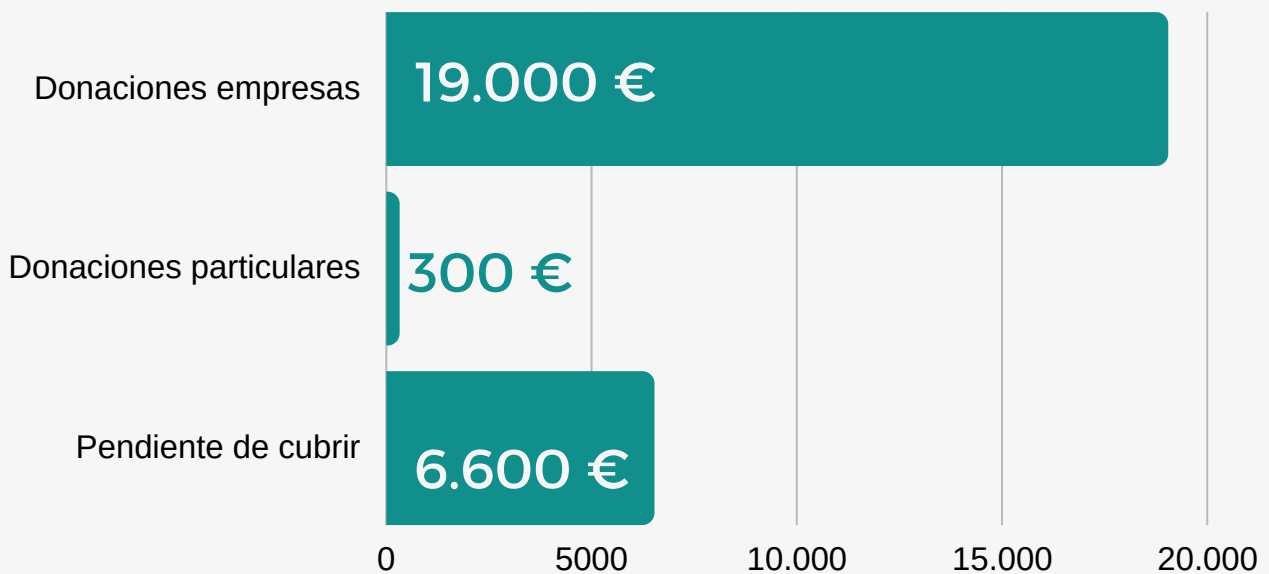 Donaciones empresas
19.000 €
Donaciones particulares
300 €
Pendiente de cubrir
6.600 €
0 5000 10.000 15.000 20.000